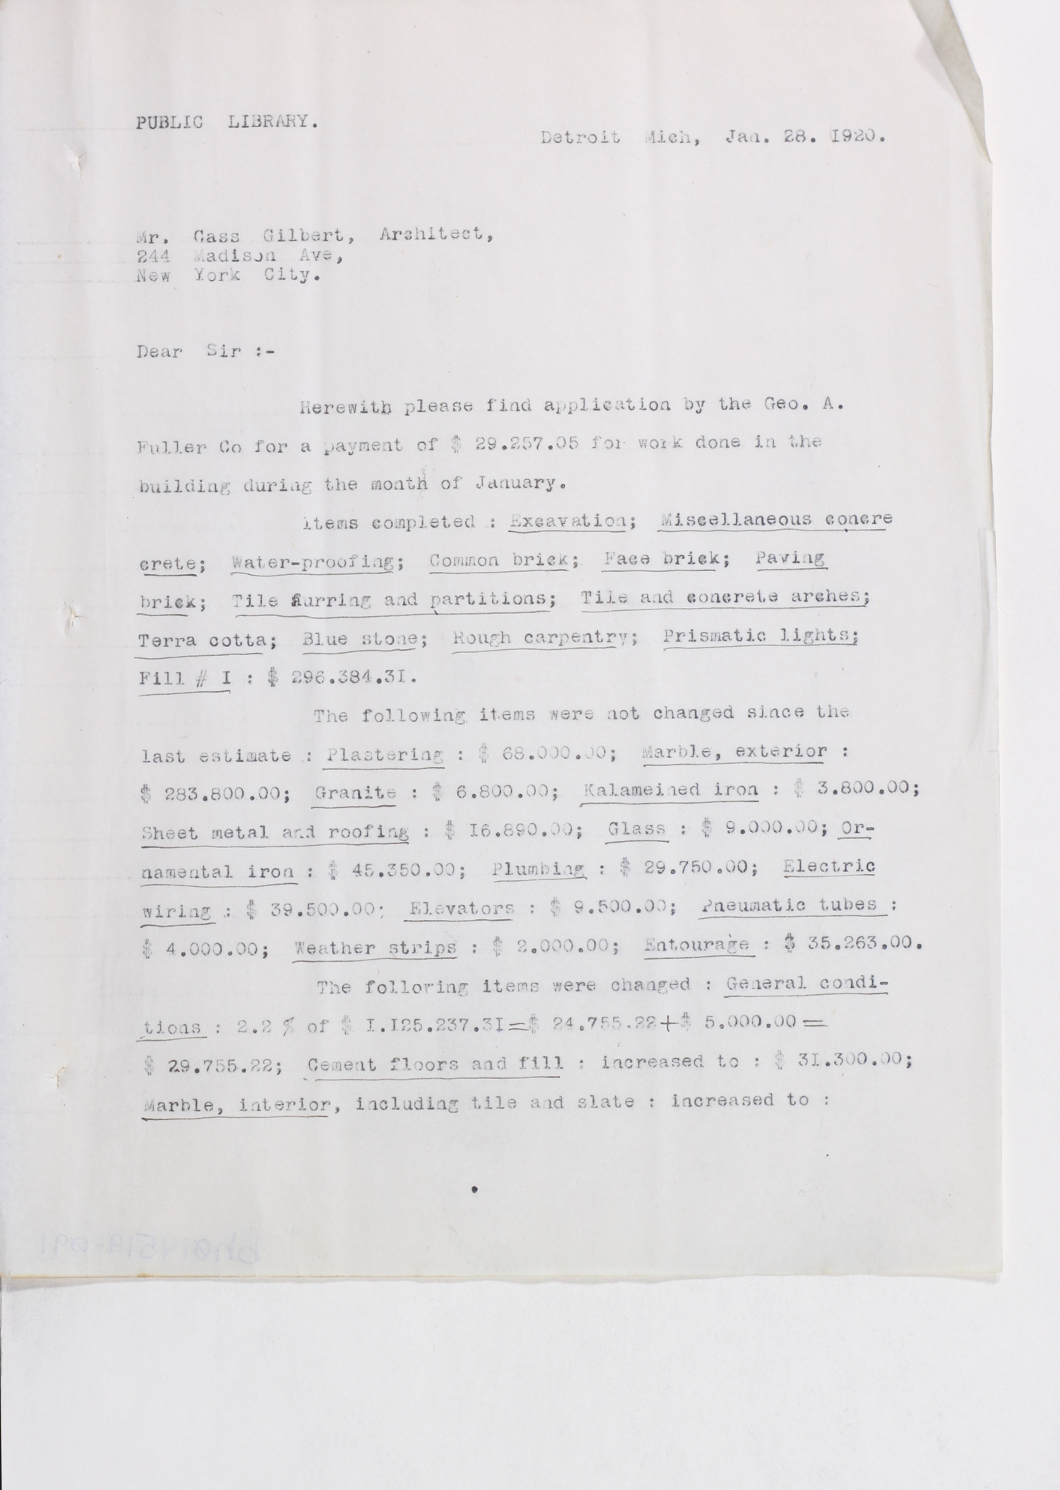 PUBLIC LIBRARY.
Detroit Mich, Jan. 28. I920.
Mr. Cass Gilbert, Architect,
244 Madison Ave,
New York City.
Dear Sir :-
Herewith please find application by the Geo. A.
Fuller Co for a payment of $ 29.257.05 for work done in the
building during the month of January.
Items completed : Excavation; Miscellaneous concre
crete; Water-proofing; Common brick; Face brick; Paving
brick; Tile furring and partitions; Tile and concrete arches;
Terra cotta; Blue stone; Rough carpentry; Prismatic lights;
Fill # I : $ 296.384.3I.
The following items were not changed since the
last estimate : Plastering : $ 68.000.00; Marble, exterior :
$ 283.800.00; Granite : $ 6.800.00; Kalameined iron : $ 3.800.00;
Sheet metal and roofing : $ I6.890.00; Glass : $ 9.000.00; Or-
namental iron : $ 45.350.00; Plumbing : $ 29.750.00; Electric
wiring : $ 39.500.00; Elevators : $ 9.500.00; Pneumatic tubes :
$ 4.000.00; Weather strips : $ 2.000.00; Entourage : $ 35.263.00.
The following items were changed : General condi-
tions : 2.2 % of $ I.I25.237.3I=$ 24.755.22+$ 5.000.00=
$ 29.755.22; Cement floors and fill : increased to : $ 3I.300.00;
Marble, interior, including tile and slate : increased to :